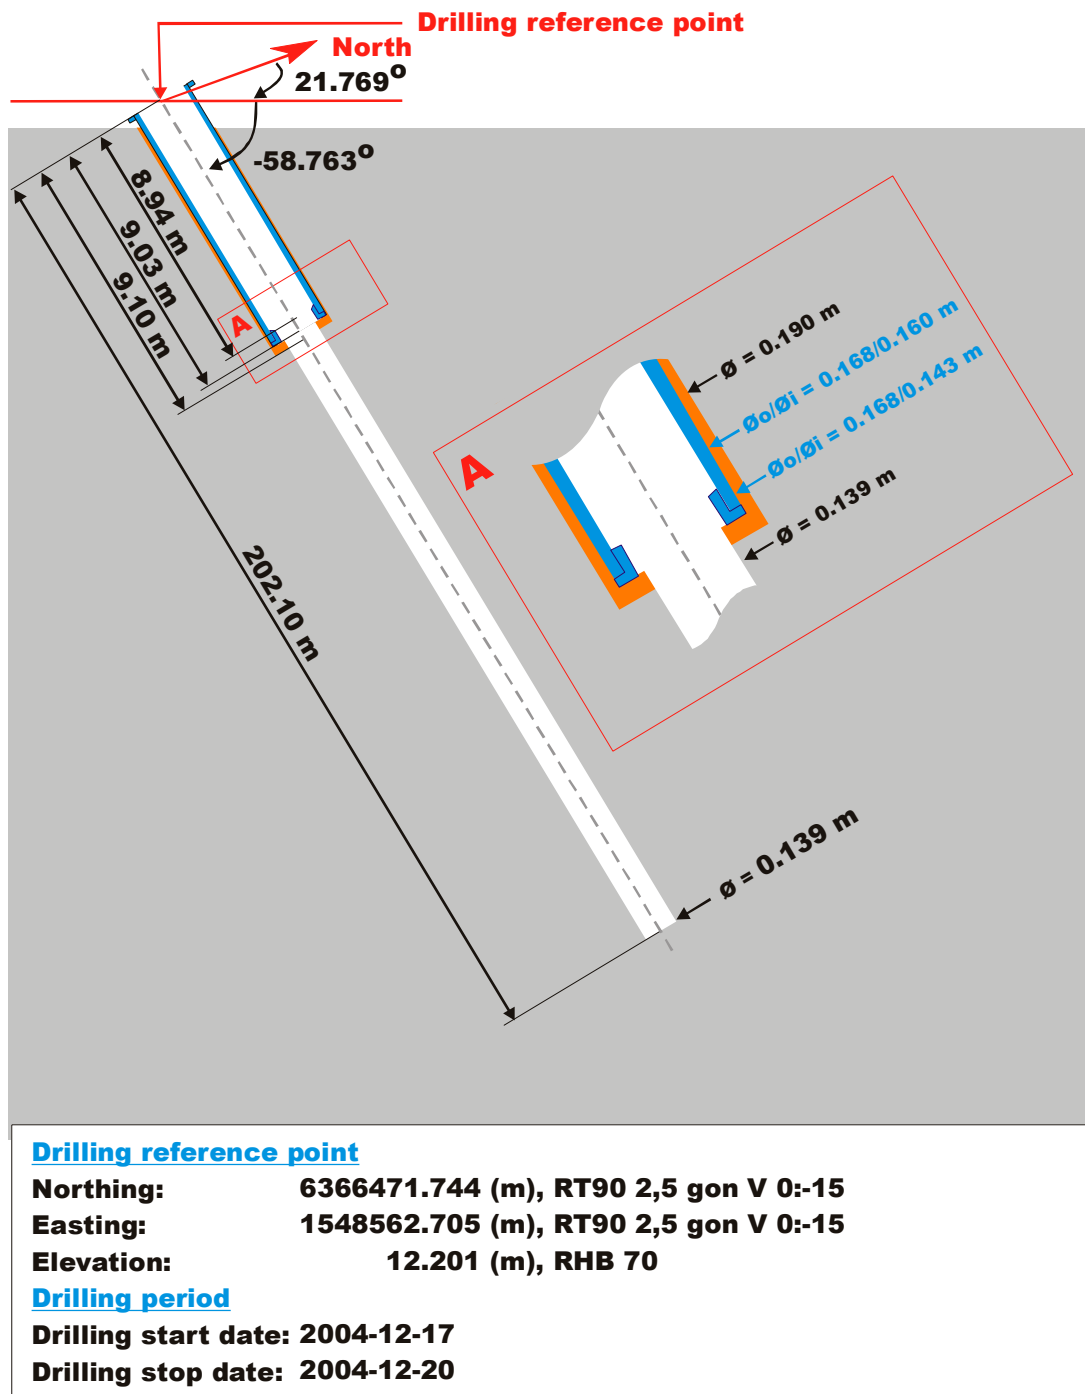 Drilling reference point
North
21.769°
-58.763°
8.94 m
9.03 m
9.10 m
A
202.10 m
A
Ø = 0.190 m
Øo/Øi = 0.168/0.160 m
Øo/Øi = 0.168/0.143 m
Ø = 0.139 m
Ø = 0.139 m
Drilling reference point
Northing: 6366471.744 (m), RT90 2,5 gon V 0:-15
Easting: 1548562.705 (m), RT90 2,5 gon V 0:-15
Elevation: 12.201 (m), RHB 70
Drilling period
Drilling start date: 2004-12-17
Drilling stop date: 2004-12-20